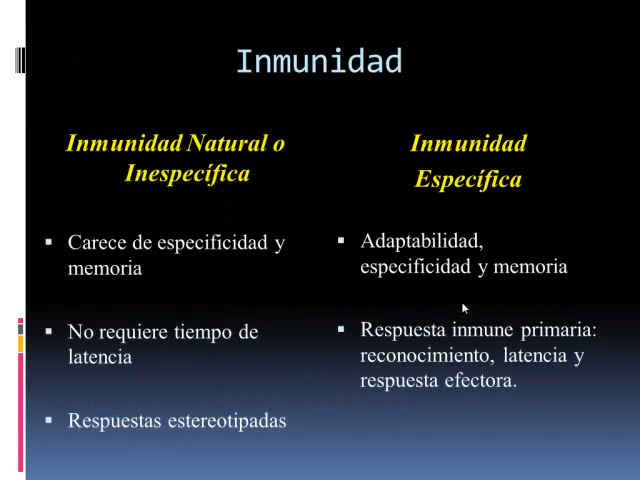 Inmunidad
Inmunidad Natural o
Inespecífica
▪ Carece de especificidad y
memoria
▪ No requiere tiempo de
latencia
▪ Respuestas estereotipadas
Inmunidad
Específica
▪ Adaptabilidad,
especificidad y memoria
▪ Respuesta inmune primaria:
reconocimiento, latencia y
respuesta efectora.